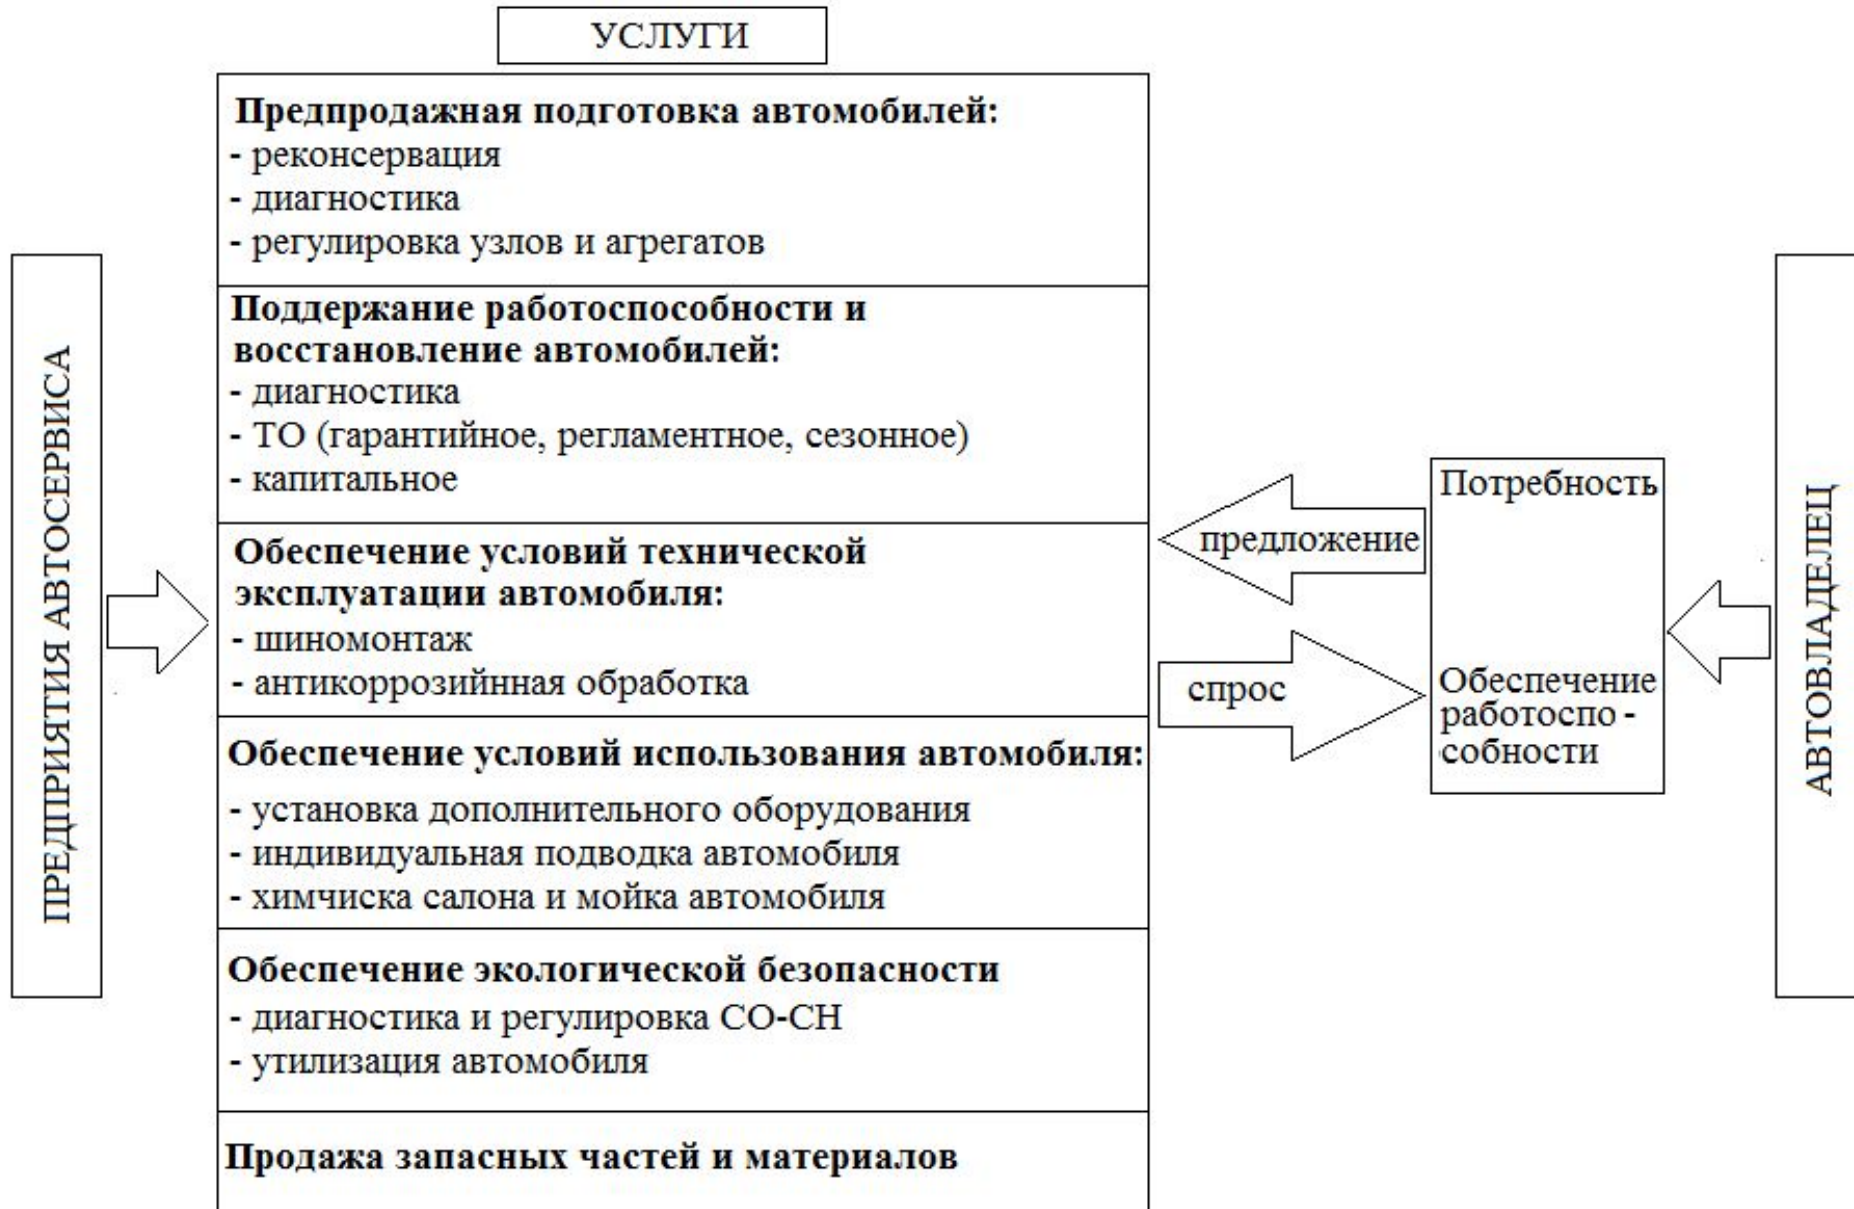 УСЛУГИ
ПРЕДПРИЯТИЯ АВТОСЕРВИСА
Предпродажная подготовка автомобилей:
- реконсервация
- диагностика
- регулировка узлов и агрегатов
Поддержание работоспособности и
восстановление автомобилей:
- диагностика
- ТО (гарантийное, регламентное, сезонное)
- капитальное
Обеспечение условий технической
эксплуатации автомобиля:
- шиномонтаж
- антикоррозийнная обработка
Обеспечение условий использования автомобиля:
- установка дополнительного оборудования
- индивидуальная подводка автомобиля
- химчиска салона и мойка автомобиля
Обеспечение экологической безопасности
- диагностика и регулировка СО-СН
- утилизация автомобиля
Продажа запасных частей и материалов
предложение
спрос
Потребность
Обеспечение
работоспо -
собности
АВТОВЛАДЕЛЕЦ